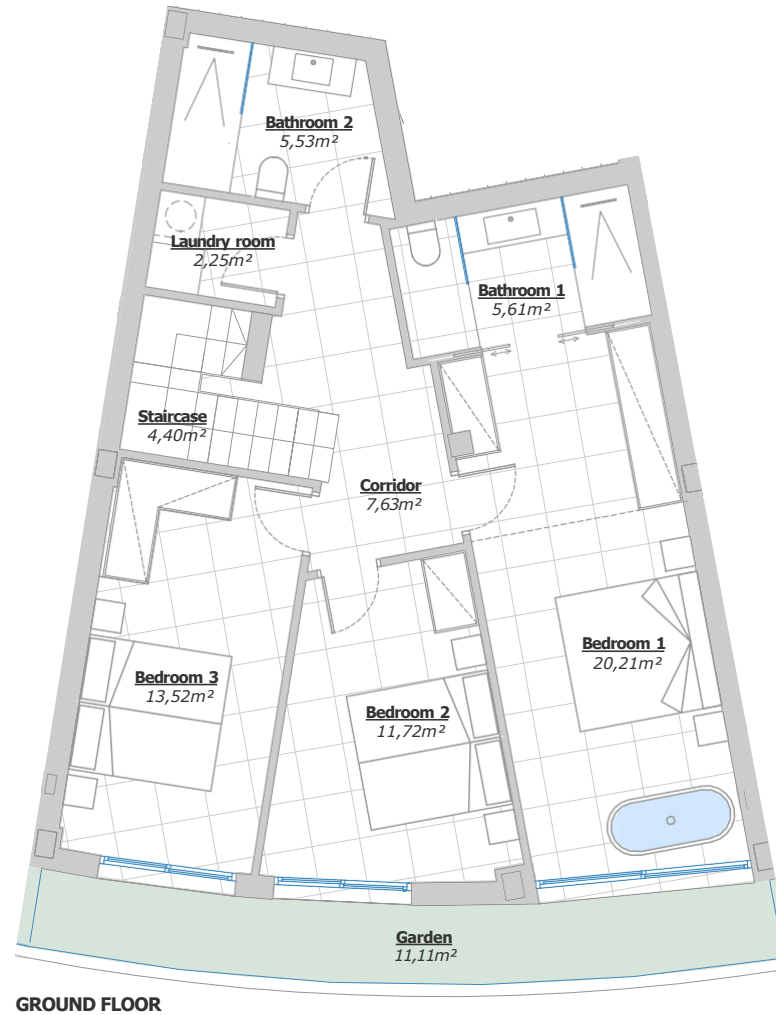 Bathroom 2
5,53m²
Laundry room
2,25m²
Bathroom 1
5,61m²
Staircase
4,40m²
Corridor
7,63m²
Bedroom 1
20,21m²
Bedroom 3
13,52m²
Bedroom 2
11,72m²
Garden
11,11m²
GROUND FLOOR